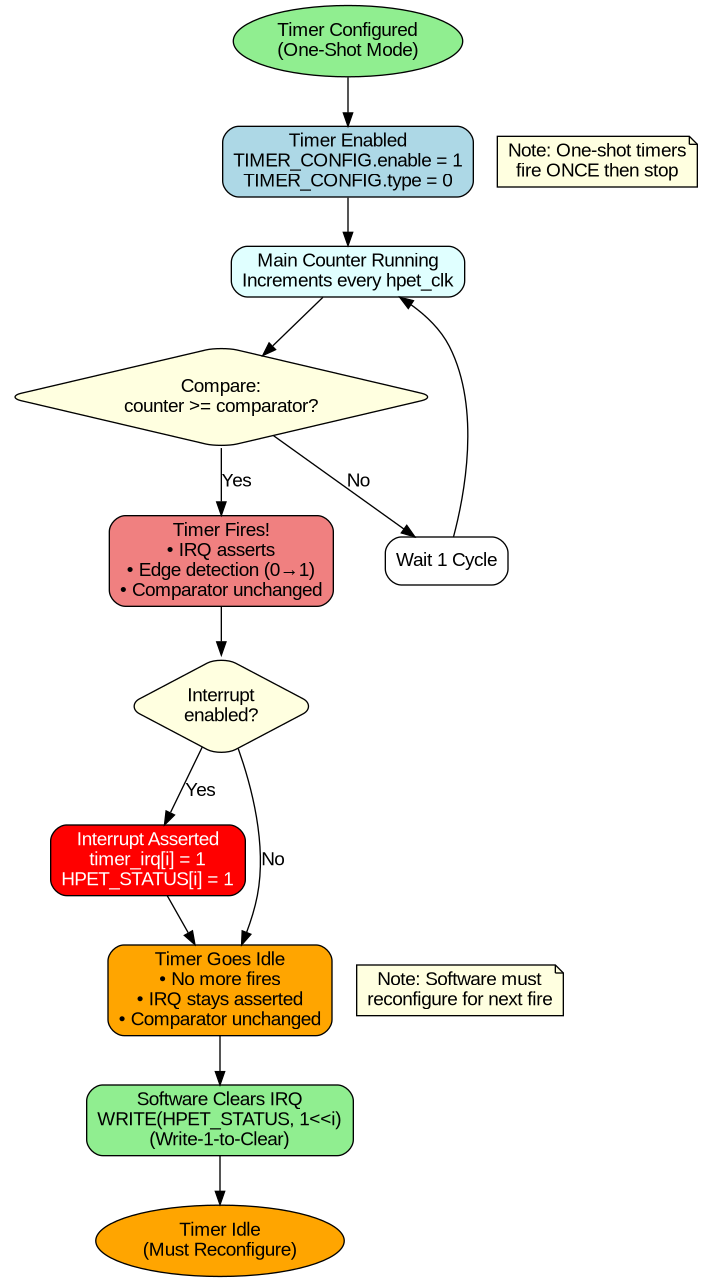 Timer Configured
(One-Shot Mode)
Timer Enabled
TIMER_CONFIG.enable = 1
TIMER_CONFIG.type = 0
Note: One-shot timers
fire ONCE then stop
Main Counter Running
Increments every hpet_clk
Compare:
counter >= comparator?
Yes
No
Timer Fires!
• IRQ asserts
• Edge detection (0→1)
• Comparator unchanged
Wait 1 Cycle
Interrupt
enabled?
Yes
No
Interrupt Asserted
timer_irq[i] = 1
HPET_STATUS[i] = 1
Timer Goes Idle
• No more fires
• IRQ stays asserted
• Comparator unchanged
Note: Software must
reconfigure for next fire
Software Clears IRQ
WRITE(HPET_STATUS, 1<<i)
(Write-1-to-Clear)
Timer Idle
(Must Reconfigure)